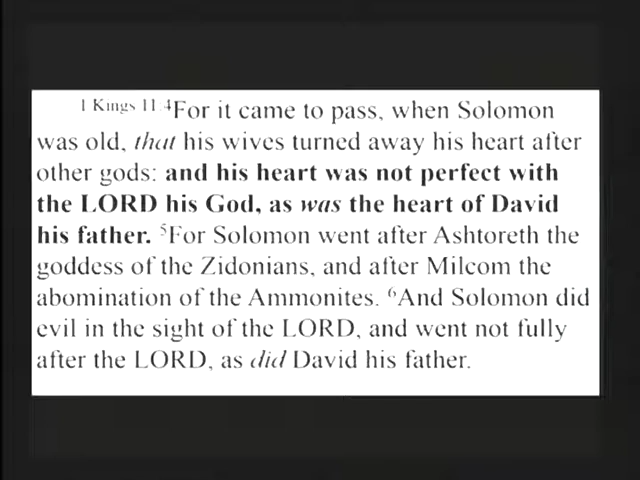 1 Kings 11:4For it came to pass, when Solomon
was old, that his wives turned away his heart after
other gods: and his heart was not perfect with
the LORD his God, as was the heart of David
his father. 5For Solomon went after Ashtoreth the
goddess of the Zidonians, and after Milcom the
abomination of the Ammonites. 6And Solomon did
evil in the sight of the LORD, and went not fully
after the LORD, as did David his father.